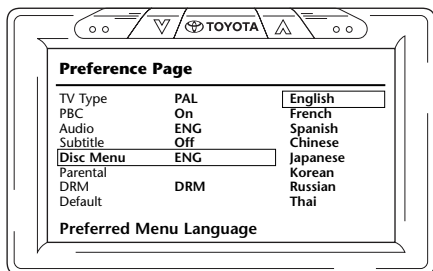 TOYOTA
Preference Page
TV Type PAL English
PBC On French
Audio ENG Spanish
Subtitle Off Chinese
Disc Menu ENG Japanese
Parental Korean
DRM DRM Russian
Default Thai
Preferred Menu Language